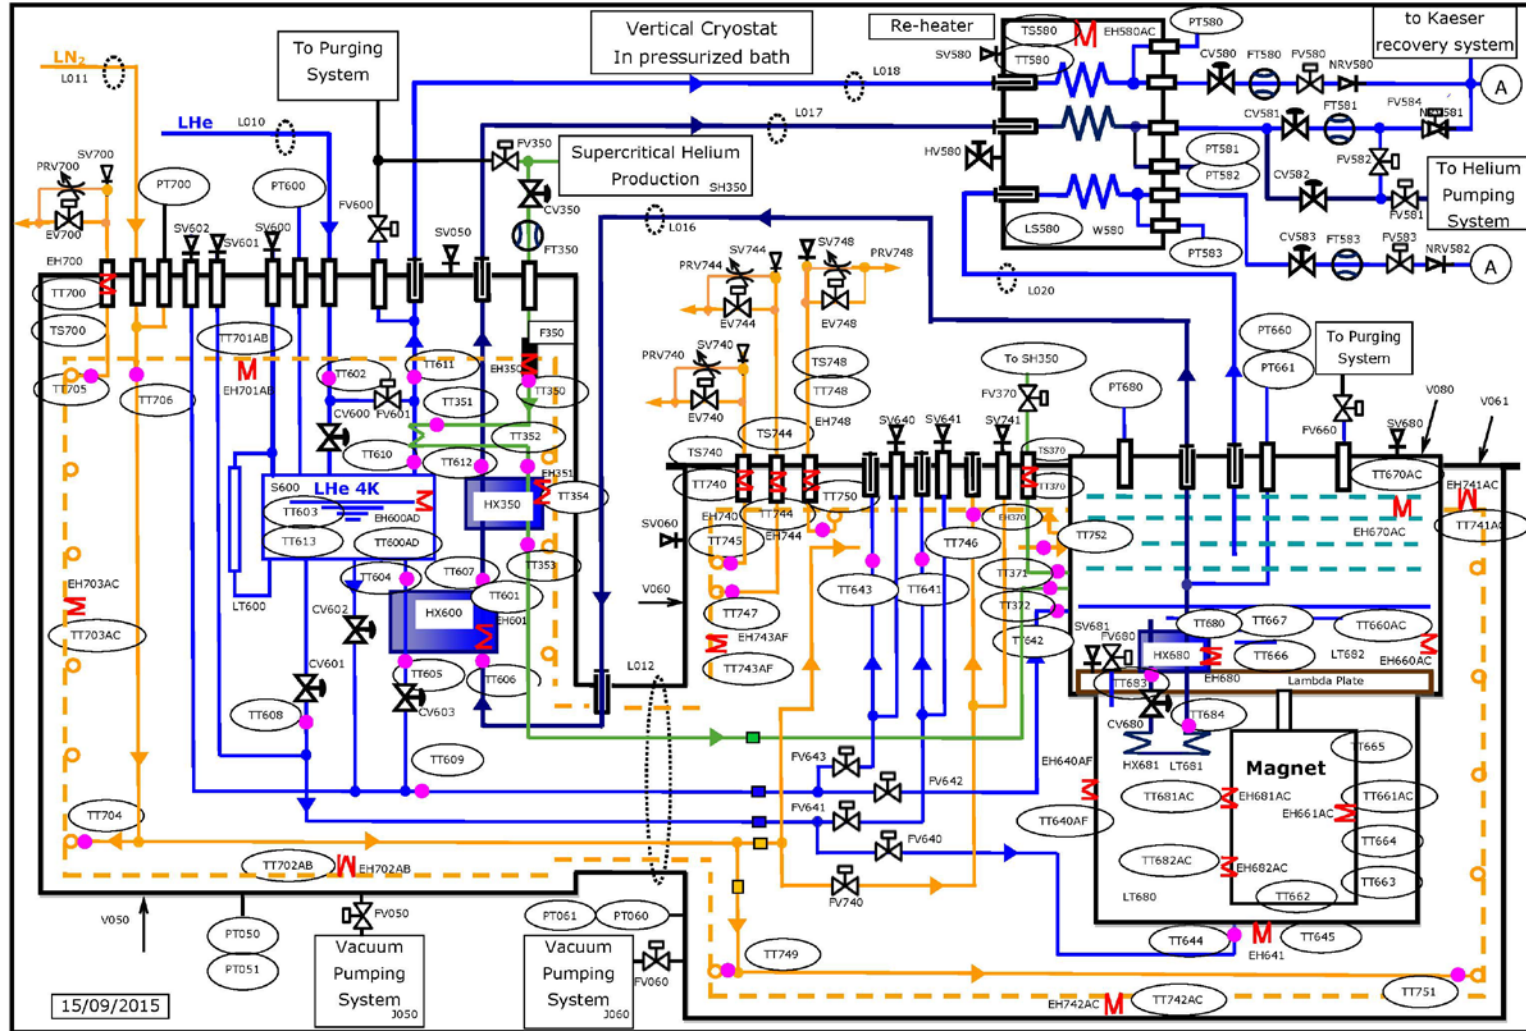 LN2
L011
To Purging
System
Vertical Cryostat
In pressurized bath
Re-heater
TS580
TT580
EH580AC
SV580
PT580
CV580
FT580
FV580
NRV580
to Kaeser
recovery system
A
L018
LHe
L010
L017
PRV700
SV700
PT700
PT600
EV700
FV350
Supercritical Helium
Production
SH350
HV580
CV581
FT581
FV584
NRV581
PT581
PT582
FV582
CV582
FV581
To Helium
Pumping
System
SV602
SV601
SV600
FV600
SV050
CV350
FT350
L016
LS580
W580
PT583
CV583
FT583
FV583
NRV582
A
L020
EH700
TT700
TS700
PRV744
SV744
SV748
PRV748
EV744
EV748
TT701AB
EH701AB
F350
EH350
TT350
TT705
TT706
TT602
TT611
TT351
CV600
FV601
PRV740
SV740
EV740
TS748
TT748
To SH350
FV370
PT660
PT661
PT680
To Purging
System
FV660
V080
V061
SV680
TT352
TT610
TT612
EH351
TT354
TS744
EH748
TS740
TT740
EH740
TT744
EH744
TT750
SV640
SV641
SV741
TS370
TT370
EH370
TT670AC
EH670AC
EH741AC
TT741AC
S600
LHe 4K
TT603
TT613
EH600AD
TT600AD
HX350
TT353
SV060
TT745
TT746
TT752
LT600
TT604
TT607
TT601
CV602
HX600
EH601
V060
TT747
EH743AF
TT743AF
TT643
TT641
TT371
TT372
TT642
EH703AC
TT703AC
SV681
FV680
TT680
TT667
TT660AC
HX680
TT666
LT682
EH660AC
EH680
TT683
Lambda Plate
CV601
TT605
TT606
CV603
L012
TT608
TT609
CV680
TT684
HX681
LT681
TT665
Magnet
FV643
FV642
FV641
FV640
FV740
EH640AF
TT640AF
TT681AC
EH681AC
EH661AC
TT661AC
TT664
TT682AC
EH682AC
TT663
TT662
LT680
TT704
TT702AB
EH702AB
V050
PT050
PT051
FV050
Vacuum
Pumping
System
J050
PT061
PT060
Vacuum
Pumping
System
J060
FV060
TT749
TT644
EH641
TT645
EH742AC
TT742AC
TT751
15/09/2015